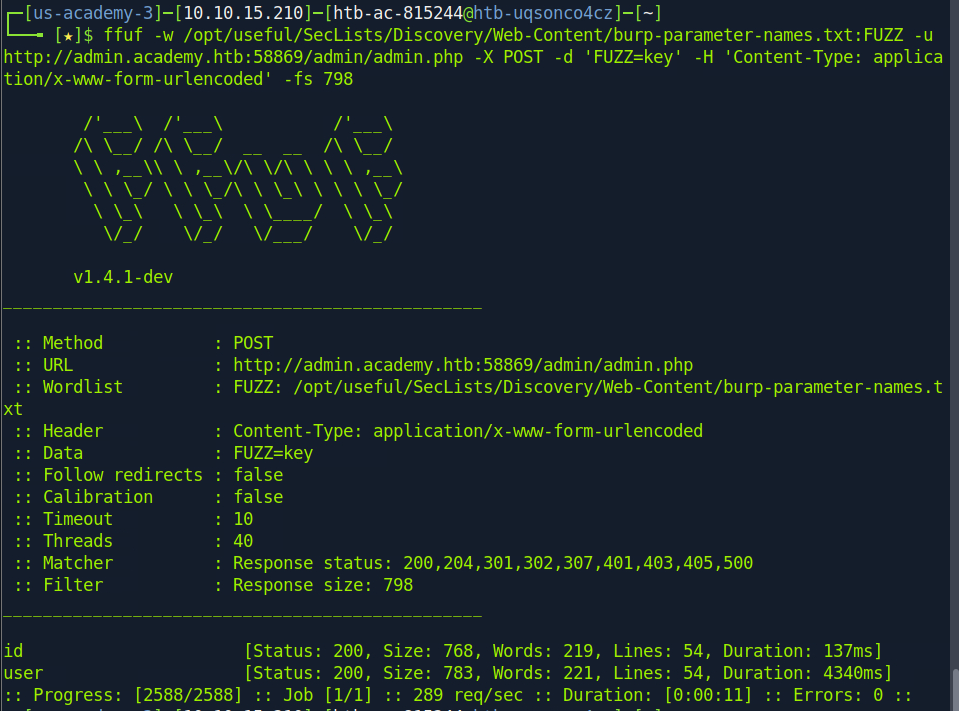 ┌─[us-academy-3]─[10.10.15.210]─[htb-ac-815244@htb-uqsonco4cz]─[~]
└──╼ [★]$ ffuf -w /opt/useful/SecLists/Discovery/Web-Content/burp-parameter-names.txt:FUZZ -u
http://admin.academy.htb:58869/admin/admin.php -X POST -d 'FUZZ=key' -H 'Content-Type: applica
tion/x-www-form-urlencoded' -fs 798
        /'___\  /'___\           /'___\
       /\ \__/ /\ \__/  __  __  /\ \__/
       \ \ ,__\\ \ ,__\/\ \/\ \ \ \ ,__\
        \ \ \_/ \ \ \_/\ \ \_\ \ \ \ \_/
         \ \_\   \ \_\  \ \____/  \ \_\
          \/_/    \/_/   \/___/    \/_/
       v1.4.1-dev
________________________________________________
 :: Method           : POST
 :: URL              : http://admin.academy.htb:58869/admin/admin.php
 :: Wordlist         : FUZZ: /opt/useful/SecLists/Discovery/Web-Content/burp-parameter-names.t
xt
 :: Header           : Content-Type: application/x-www-form-urlencoded
 :: Data             : FUZZ=key
 :: Follow redirects : false
 :: Calibration      : false
 :: Timeout          : 10
 :: Threads          : 40
 :: Matcher          : Response status: 200,204,301,302,307,401,403,405,500
 :: Filter           : Response size: 798
________________________________________________
id                      [Status: 200, Size: 768, Words: 219, Lines: 54, Duration: 137ms]
user                    [Status: 200, Size: 783, Words: 221, Lines: 54, Duration: 4340ms]
:: Progress: [2588/2588] :: Job [1/1] :: 289 req/sec :: Duration: [0:00:11] :: Errors: 0 ::